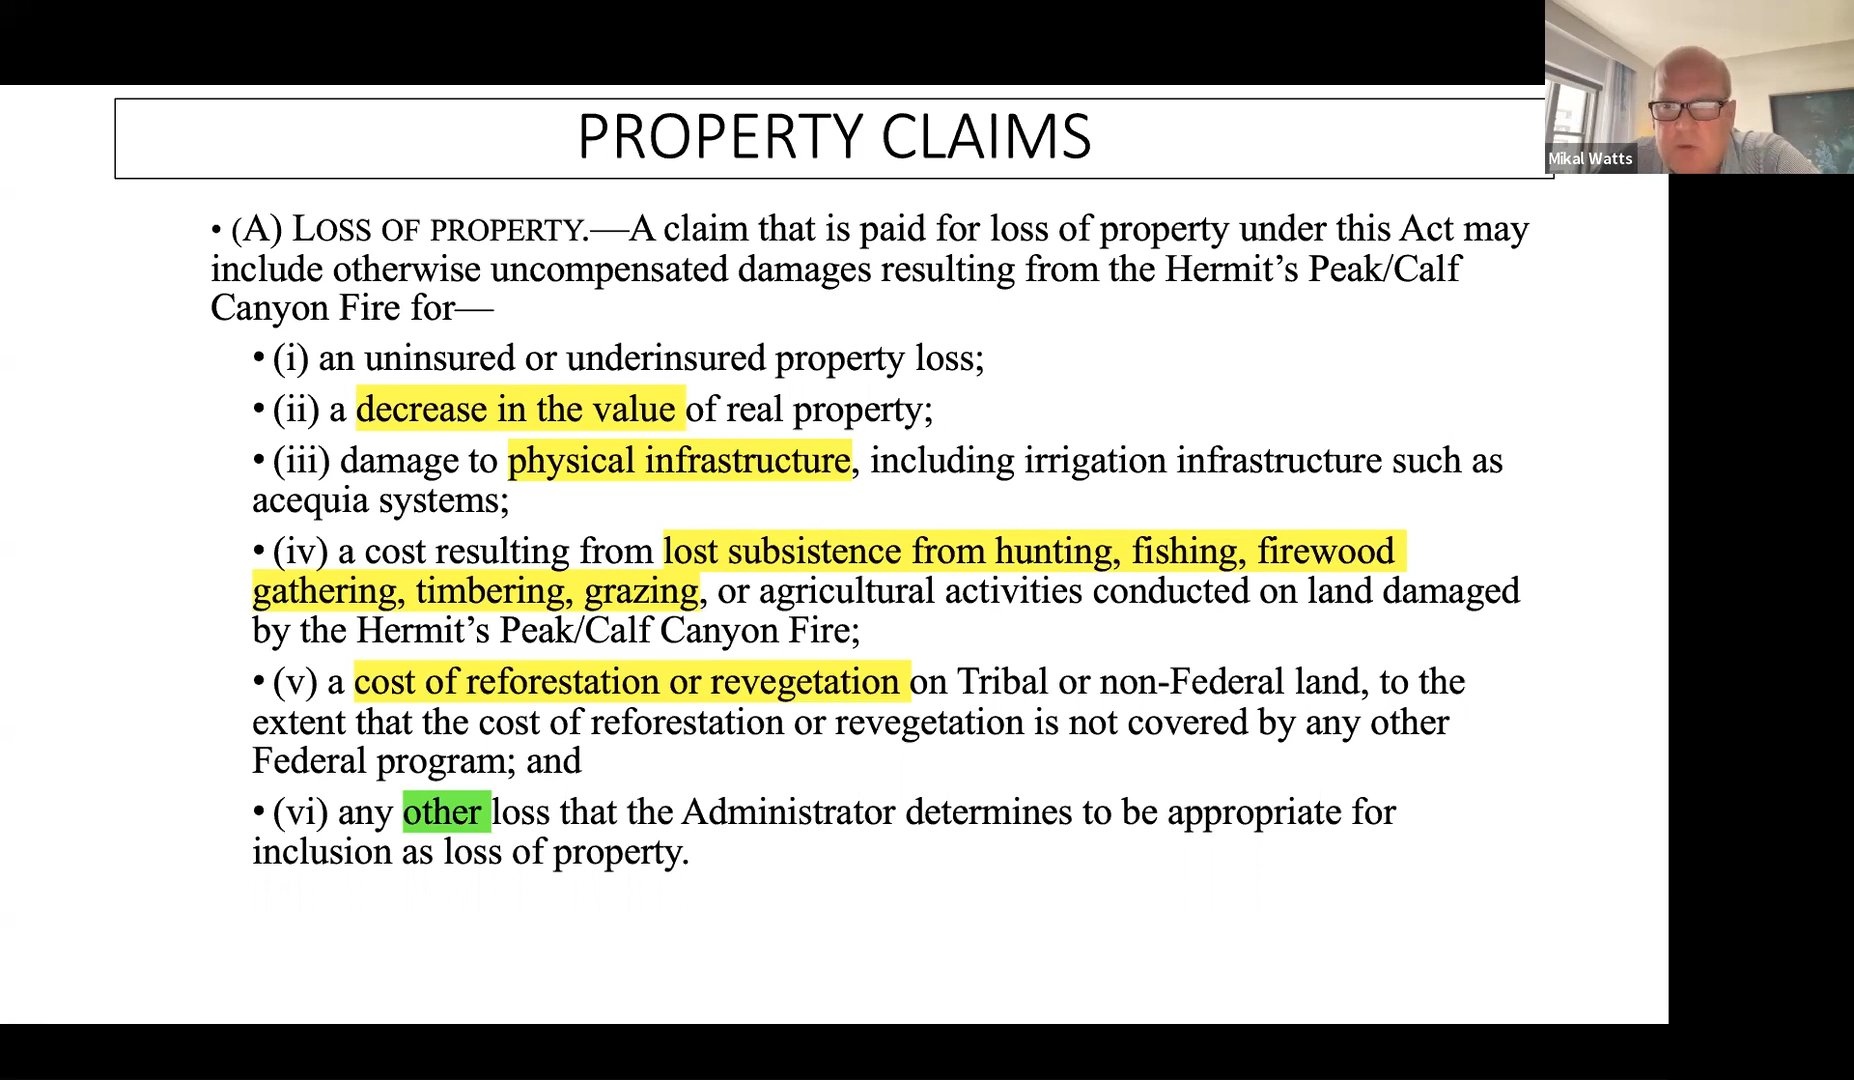 PROPERTY CLAIMS
Mikal Watts
• (A) LOSS OF PROPERTY.—A claim that is paid for loss of property under this Act may
include otherwise uncompensated damages resulting from the Hermit’s Peak/Calf
Canyon Fire for—
• (i) an uninsured or underinsured property loss;
• (ii) a decrease in the value of real property;
• (iii) damage to physical infrastructure, including irrigation infrastructure such as
acequia systems;
• (iv) a cost resulting from lost subsistence from hunting, fishing, firewood
gathering, timbering, grazing, or agricultural activities conducted on land damaged
by the Hermit’s Peak/Calf Canyon Fire;
• (v) a cost of reforestation or revegetation on Tribal or non-Federal land, to the
extent that the cost of reforestation or revegetation is not covered by any other
Federal program; and
• (vi) any other loss that the Administrator determines to be appropriate for
inclusion as loss of property.